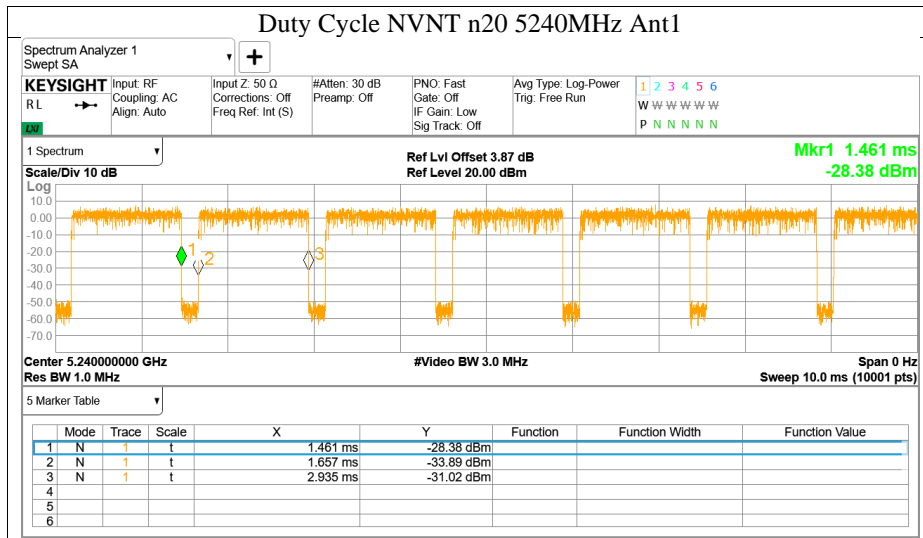 Duty Cycle NVNT n20 5240MHz Ant1
Spectrum Analyzer 1
Swept SA
KEYSIGHT Input: RF Input Z: 50 Ω #Atten: 30 dB PNO: Fast Avg Type: Log-Power 1 2 3 4 5 6
R L Coupling: AC Corrections: Off Preamp: Off Gate: Off Trig: Free Run
Align: Auto Freq Ref: Int (S) IF Gain: Low W W W W W W
LXI Sig Track: Off P N N N N N
1 Spectrum Ref Lvl Offset 3.87 dB Mkr1 1.461 ms
Scale/Div 10 dB Ref Level 20.00 dBm -28.38 dBm
Log
10.0
0.00
-10.0
-20.0 1 2 3
-30.0
-40.0
-50.0
-60.0
-70.0
Center 5.240000000 GHz #Video BW 3.0 MHz Span 0 Hz
Res BW 1.0 MHz Sweep 10.0 ms (10001 pts)
5 Marker Table
Mode Trace Scale X Y Function Function Width Function Value
1 N 1 t 1.461 ms -28.38 dBm
2 N 1 t 1.657 ms -33.89 dBm
3 N 1 t 2.935 ms -31.02 dBm
4
5
6